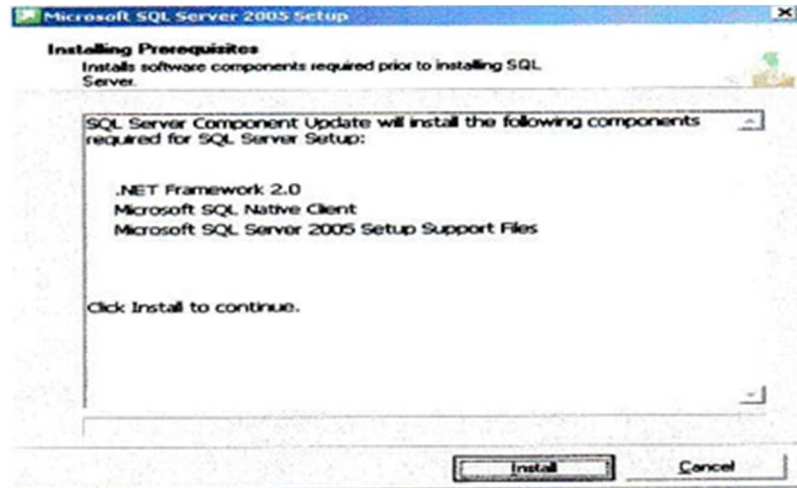 Microsoft SQL Server 2005 Setup
Installing Prerequisites
Installs software components required prior to installing SQL
Server.
SQL Server Component Update will install the following components
required for SQL Server Setup:
.NET Framework 2.0
Microsoft SQL Native Client
Microsoft SQL Server 2005 Setup Support Files
Click Install to continue.
Install
Cancel